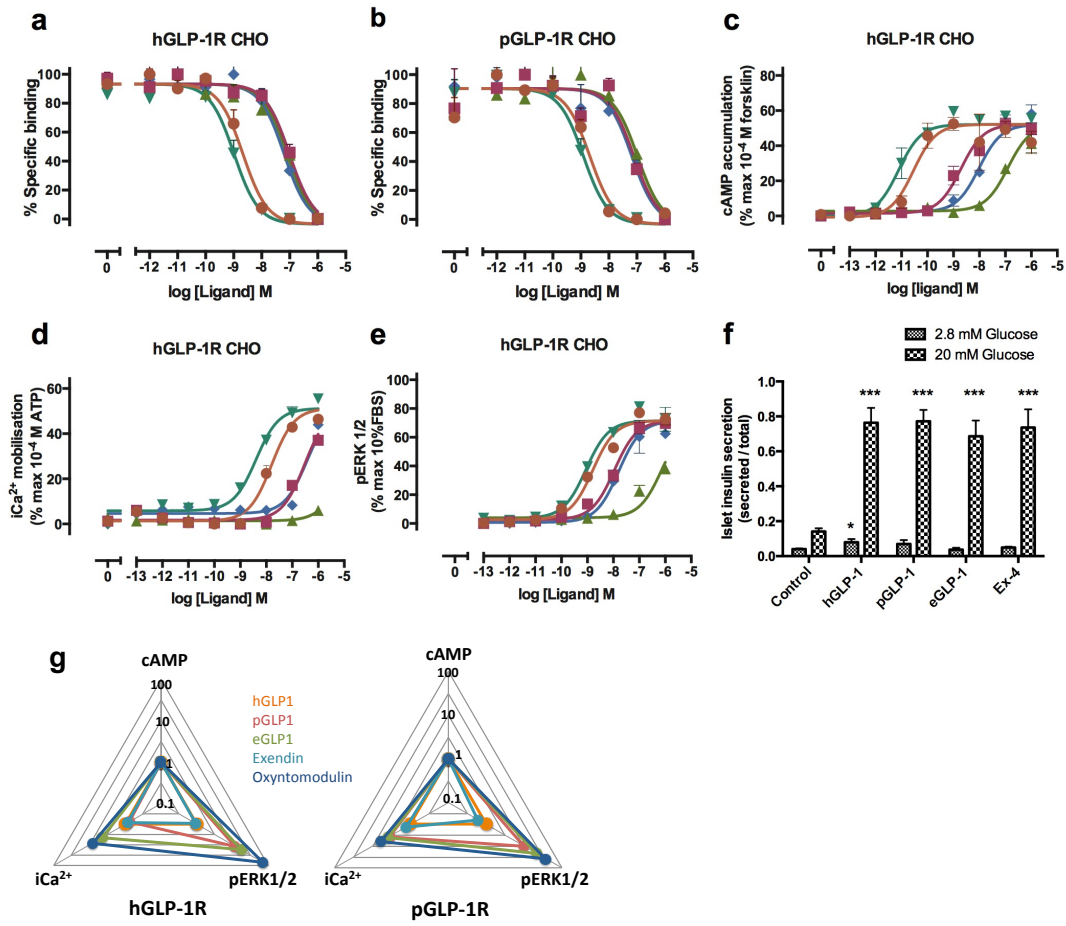 a
hGLP-1R CHO
% Specific binding
100
80
60
40
20
0
0 -12 -11 -10 -9 -8 -7 -6 -5
log [Ligand] M
b
pGLP-1R CHO
% Specific binding
100
80
60
40
20
0
0 -12 -11 -10 -9 -8 -7 -6 -5
log [Ligand] M
c
hGLP-1R CHO
cAMP accumulation
(% max 10⁻⁴ M forskolin)
80
60
40
20
0
0 -13 -12 -11 -10 -9 -8 -7 -6 -5
log [ligand] M
d
hGLP-1R CHO
iCa²⁺ mobilisation
(% max 10⁻⁴ M ATP)
60
40
20
0
0 -13 -12 -11 -10 -9 -8 -7 -6 -5
log [Ligand] M
e
hGLP-1R CHO
pERK 1/2
(% max 10%FBS)
100
80
60
40
20
0
0 -13 -12 -11 -10 -9 -8 -7 -6 -5
log [Ligand] M
f
2.8 mM Glucose
20 mM Glucose
Islet insulin secretion
(secreted / total)
1.0
0.8
0.6
0.4
0.2
0.0
* *** *** *** ***
Control hGLP-1 pGLP-1 eGLP-1 Ex-4
g
cAMP
100
10
1
0.1
iCa²⁺ pERK1/2
hGLP-1R
hGLP1
pGLP1
eGLP1
Exendin
Oxyntomodulin
cAMP
100
10
1
0.1
iCa²⁺ pERK1/2
pGLP-1R